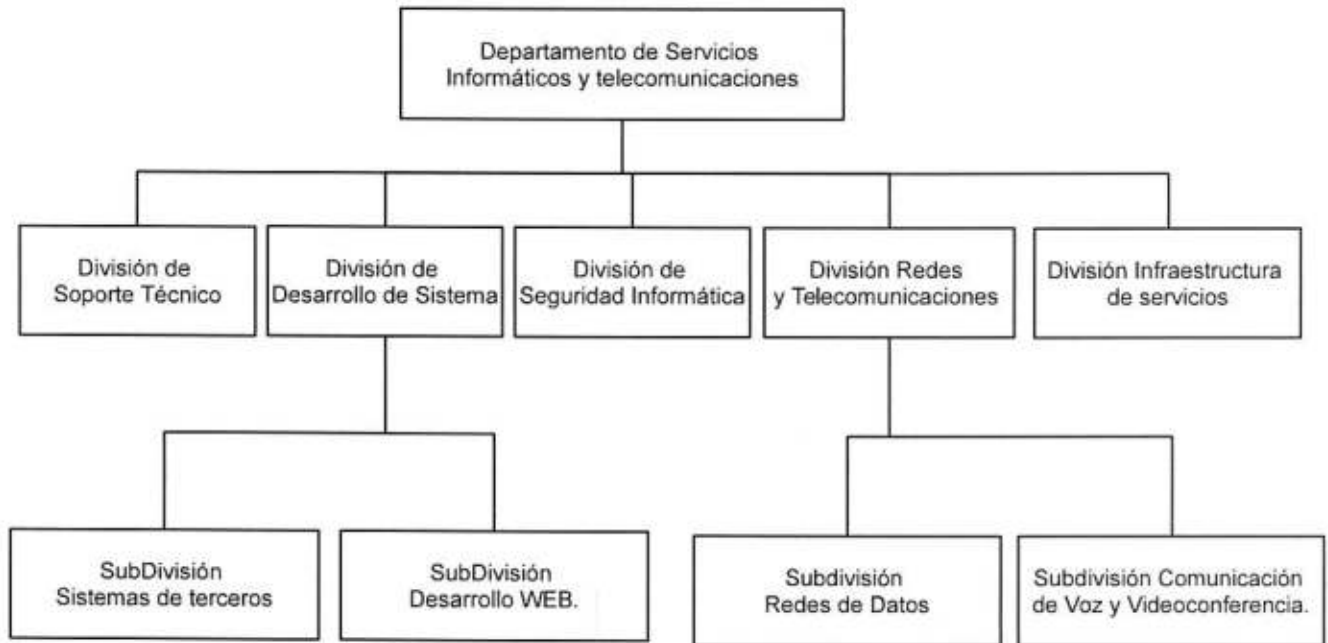 Departamento de Servicios
Informáticos y telecomunicaciones
División de
Soporte Técnico
División de
Desarrollo de Sistema
División de
Seguridad Informática
División Redes
y Telecomunicaciones
División Infraestructura
de servicios
SubDivisión
Sistemas de terceros
SubDivisión
Desarrollo WEB.
Subdivisión
Redes de Datos
Subdivisión Comunicación
de Voz y Videoconferencia.